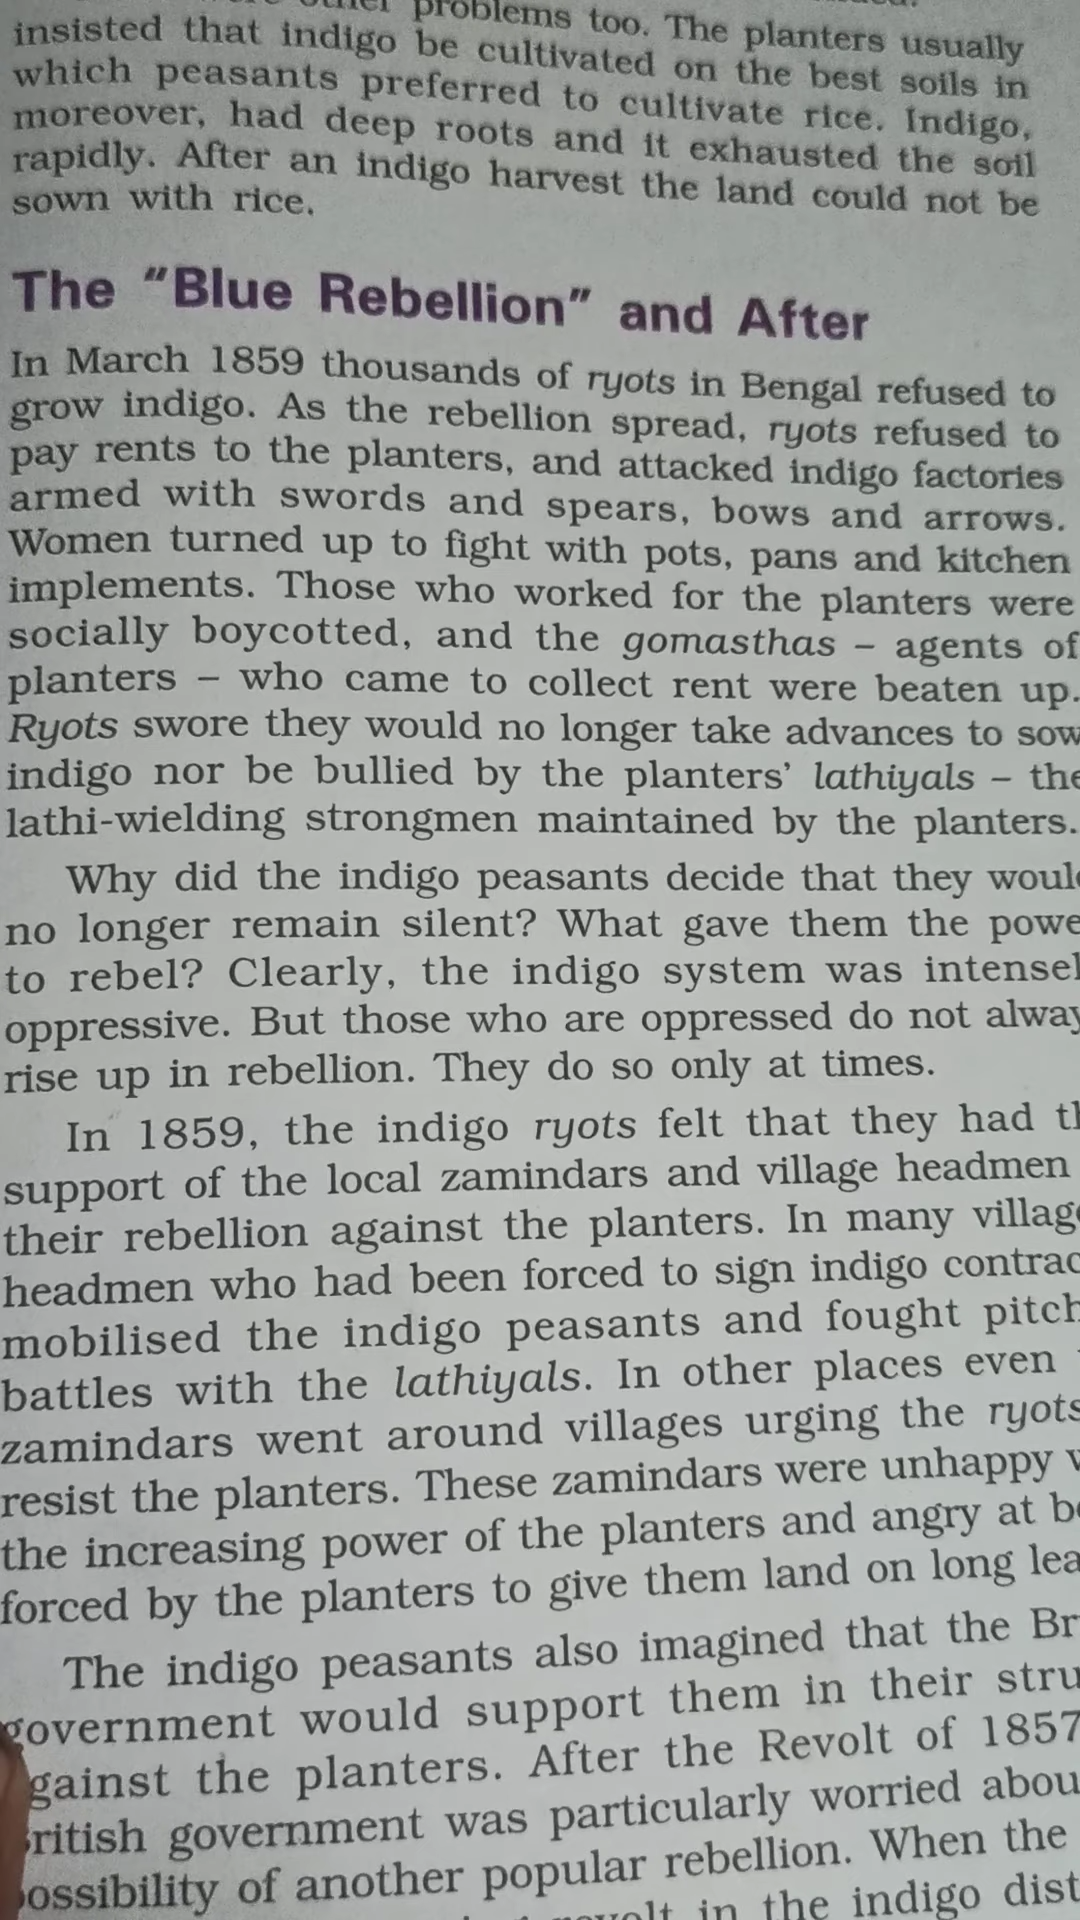 other problems too. The planters usually
insisted that indigo be cultivated on the best soils in
which peasants preferred to cultivate rice. Indigo,
moreover, had deep roots and it exhausted the soil
rapidly. After an indigo harvest the land could not be
sown with rice.
The “Blue Rebellion” and After
In March 1859 thousands of ryots in Bengal refused to
grow indigo. As the rebellion spread, ryots refused to
pay rents to the planters, and attacked indigo factories
armed with swords and spears, bows and arrows.
Women turned up to fight with pots, pans and kitchen
implements. Those who worked for the planters were
socially boycotted, and the gomasthas – agents of
planters – who came to collect rent were beaten up.
Ryots swore they would no longer take advances to sow
indigo nor be bullied by the planters’ lathiyals – the
lathi-wielding strongmen maintained by the planters.
Why did the indigo peasants decide that they woul
no longer remain silent? What gave them the powe
to rebel? Clearly, the indigo system was intensel
oppressive. But those who are oppressed do not alway
rise up in rebellion. They do so only at times.
In 1859, the indigo ryots felt that they had th
support of the local zamindars and village headmen
their rebellion against the planters. In many villag
headmen who had been forced to sign indigo contrac
mobilised the indigo peasants and fought pitch
battles with the lathiyals. In other places even
zamindars went around villages urging the ryots
resist the planters. These zamindars were unhappy
the increasing power of the planters and angry at be
forced by the planters to give them land on long lea
The indigo peasants also imagined that the Br
government would support them in their stru
gainst the planters. After the Revolt of 1857
ritish government was particularly worried abou
ossibility of another popular rebellion. When the
in the indigo dist